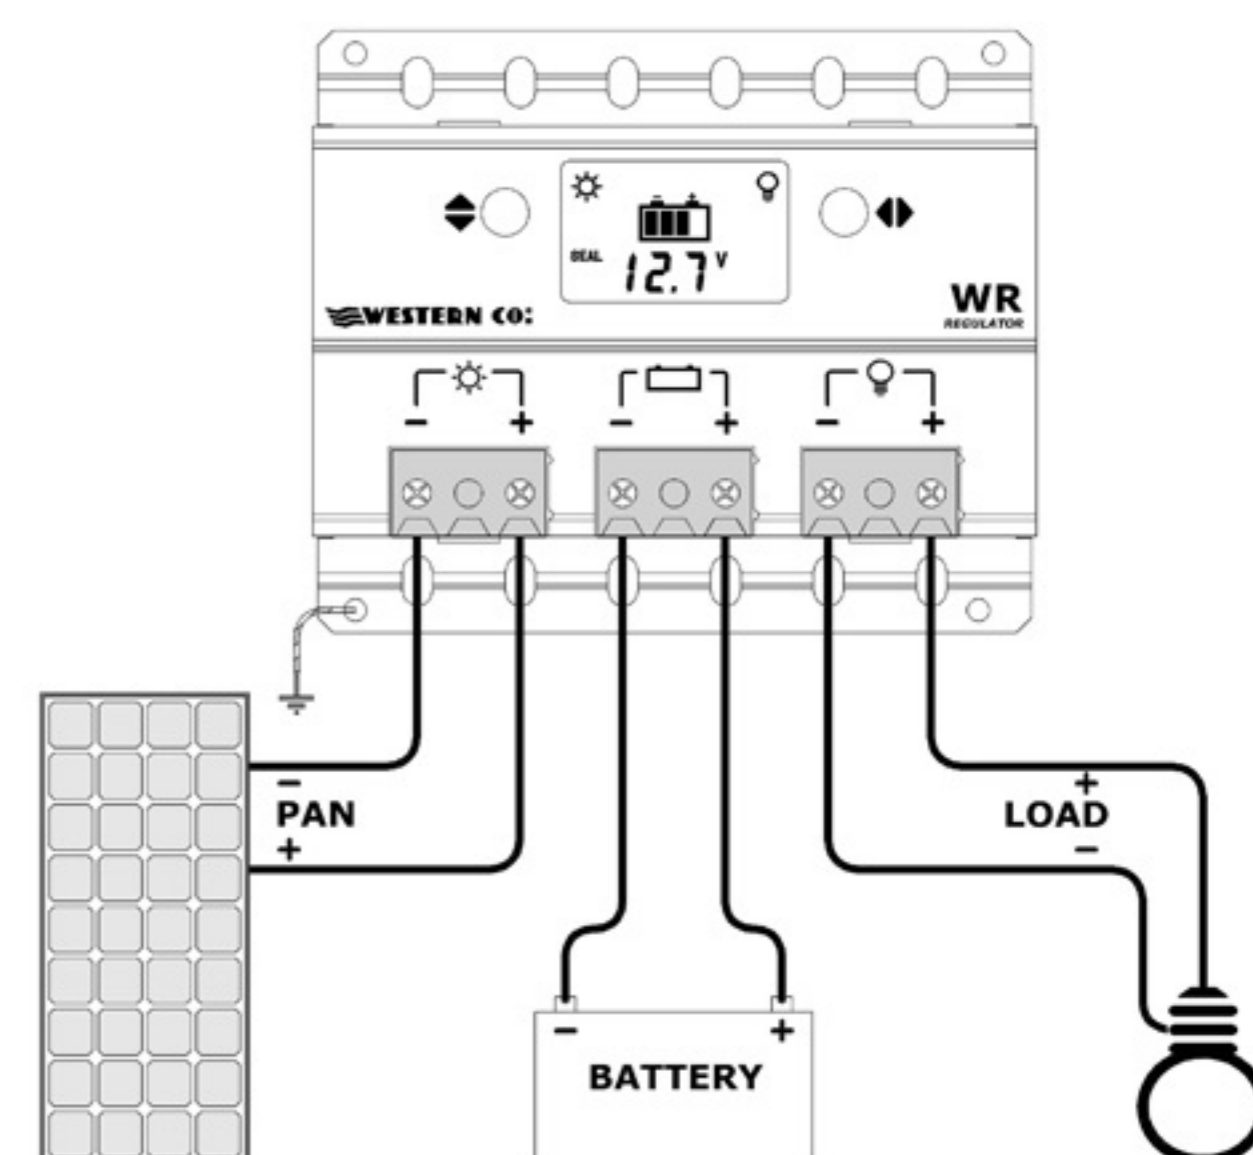 SEAL
12.7 V
WESTERN CO:
WR
REGULATOR
- +
- +
- +
-
PAN
+
+
LOAD
-
- +
BATTERY